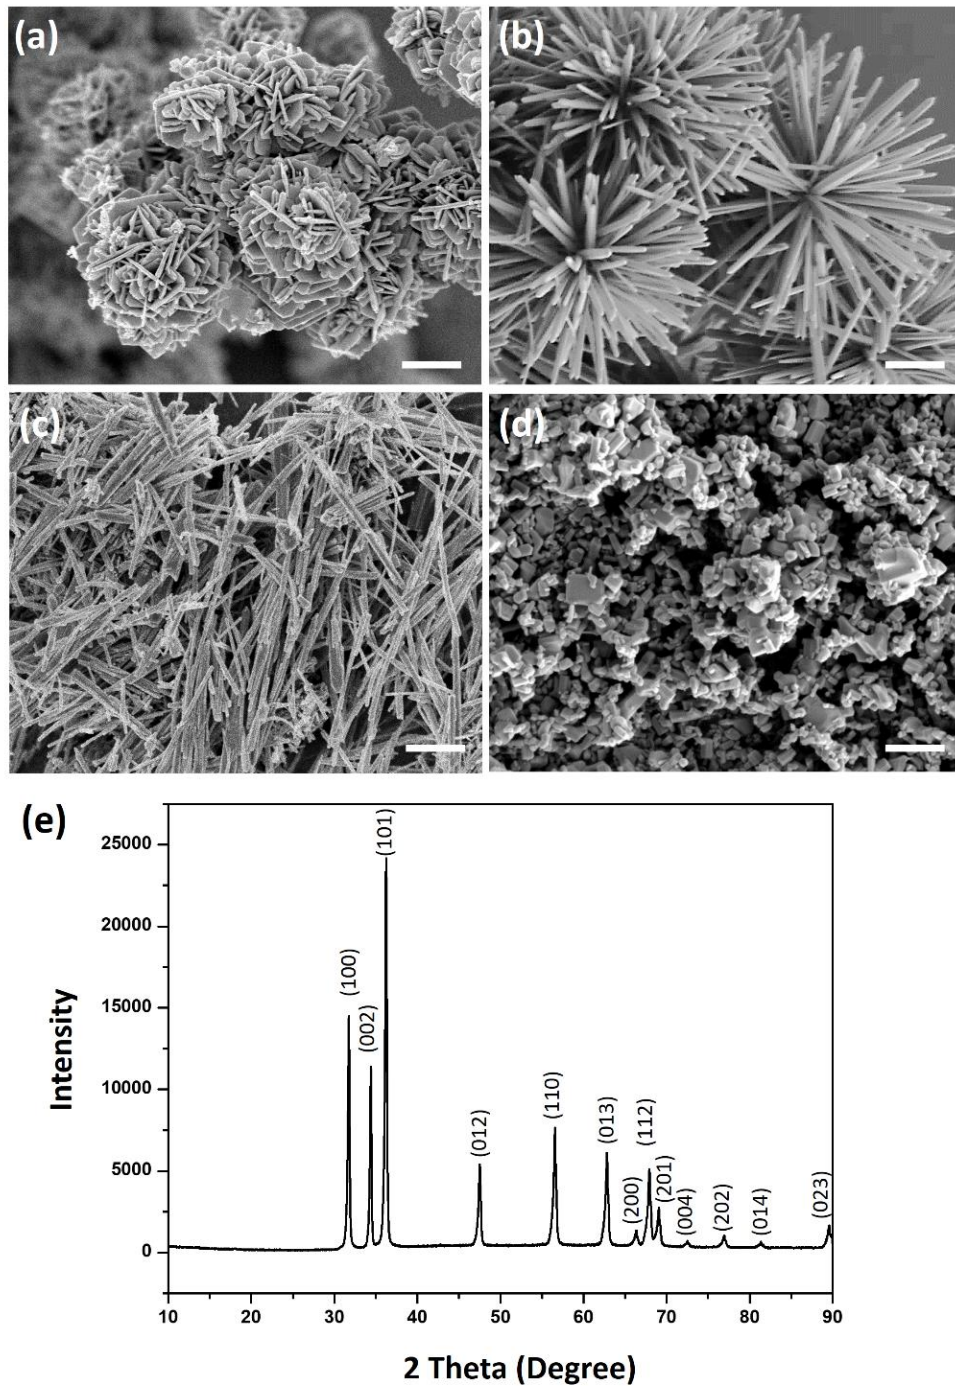 (a)
(b)
(c)
(d)
(e)
25000
20000
15000
10000
5000
0
Intensity
(100)
(002)
(101)
(012)
(110)
(013)
(200)
(112)
(201)
(004)
(202)
(014)
(023)
10 20 30 40 50 60 70 80 90
2 Theta (Degree)